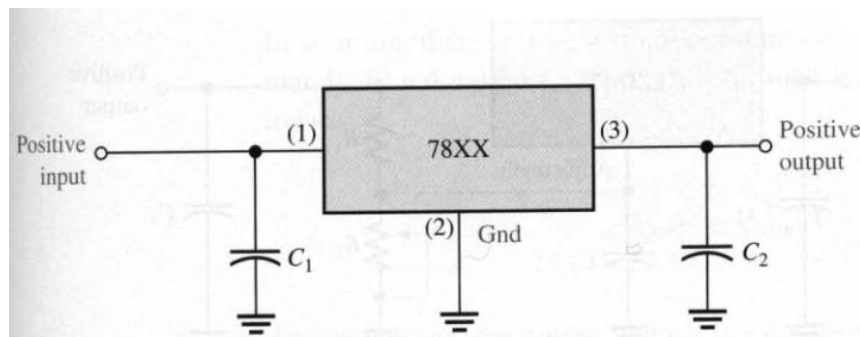 Positive
input
(1)
78XX
(3)
Positive
output
(2)
Gnd
C1
C2